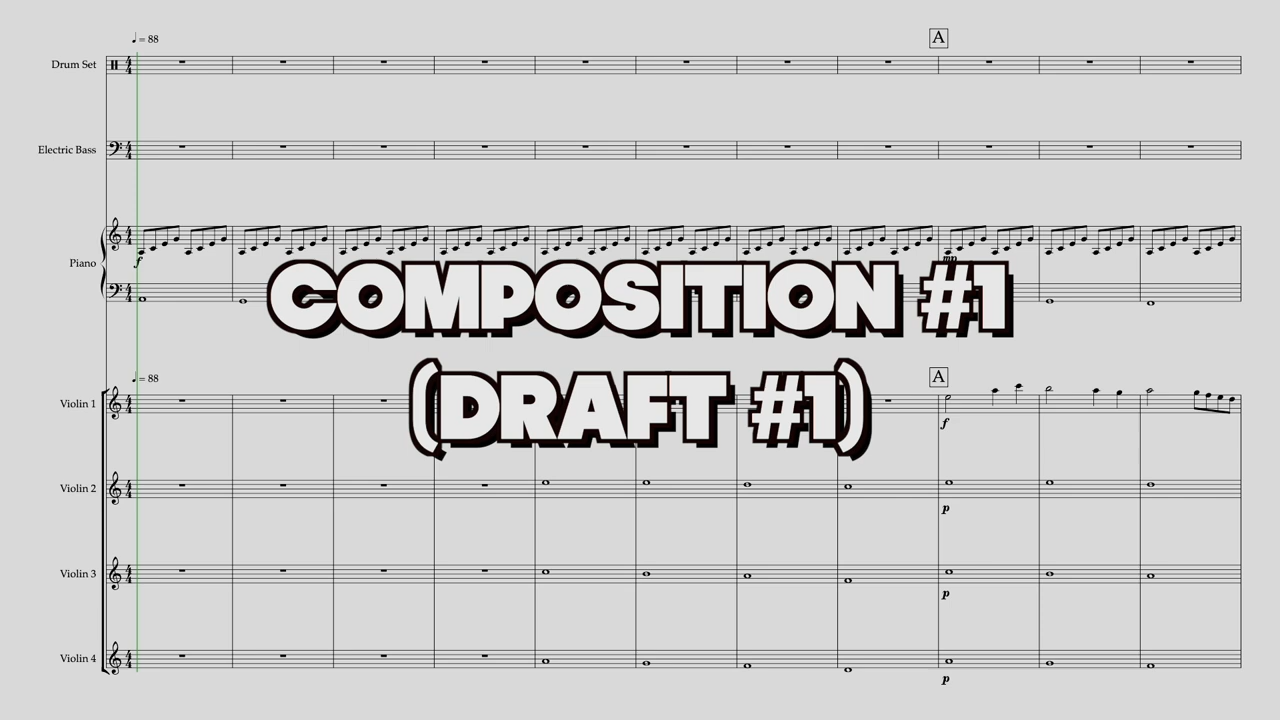 ♩ = 88
A
Drum Set
Electric Bass
Piano
f
mp
COMPOSITION #1
(DRAFT #1)
♩ = 88
A
Violin 1
f
Violin 2
p
Violin 3
p
Violin 4
p